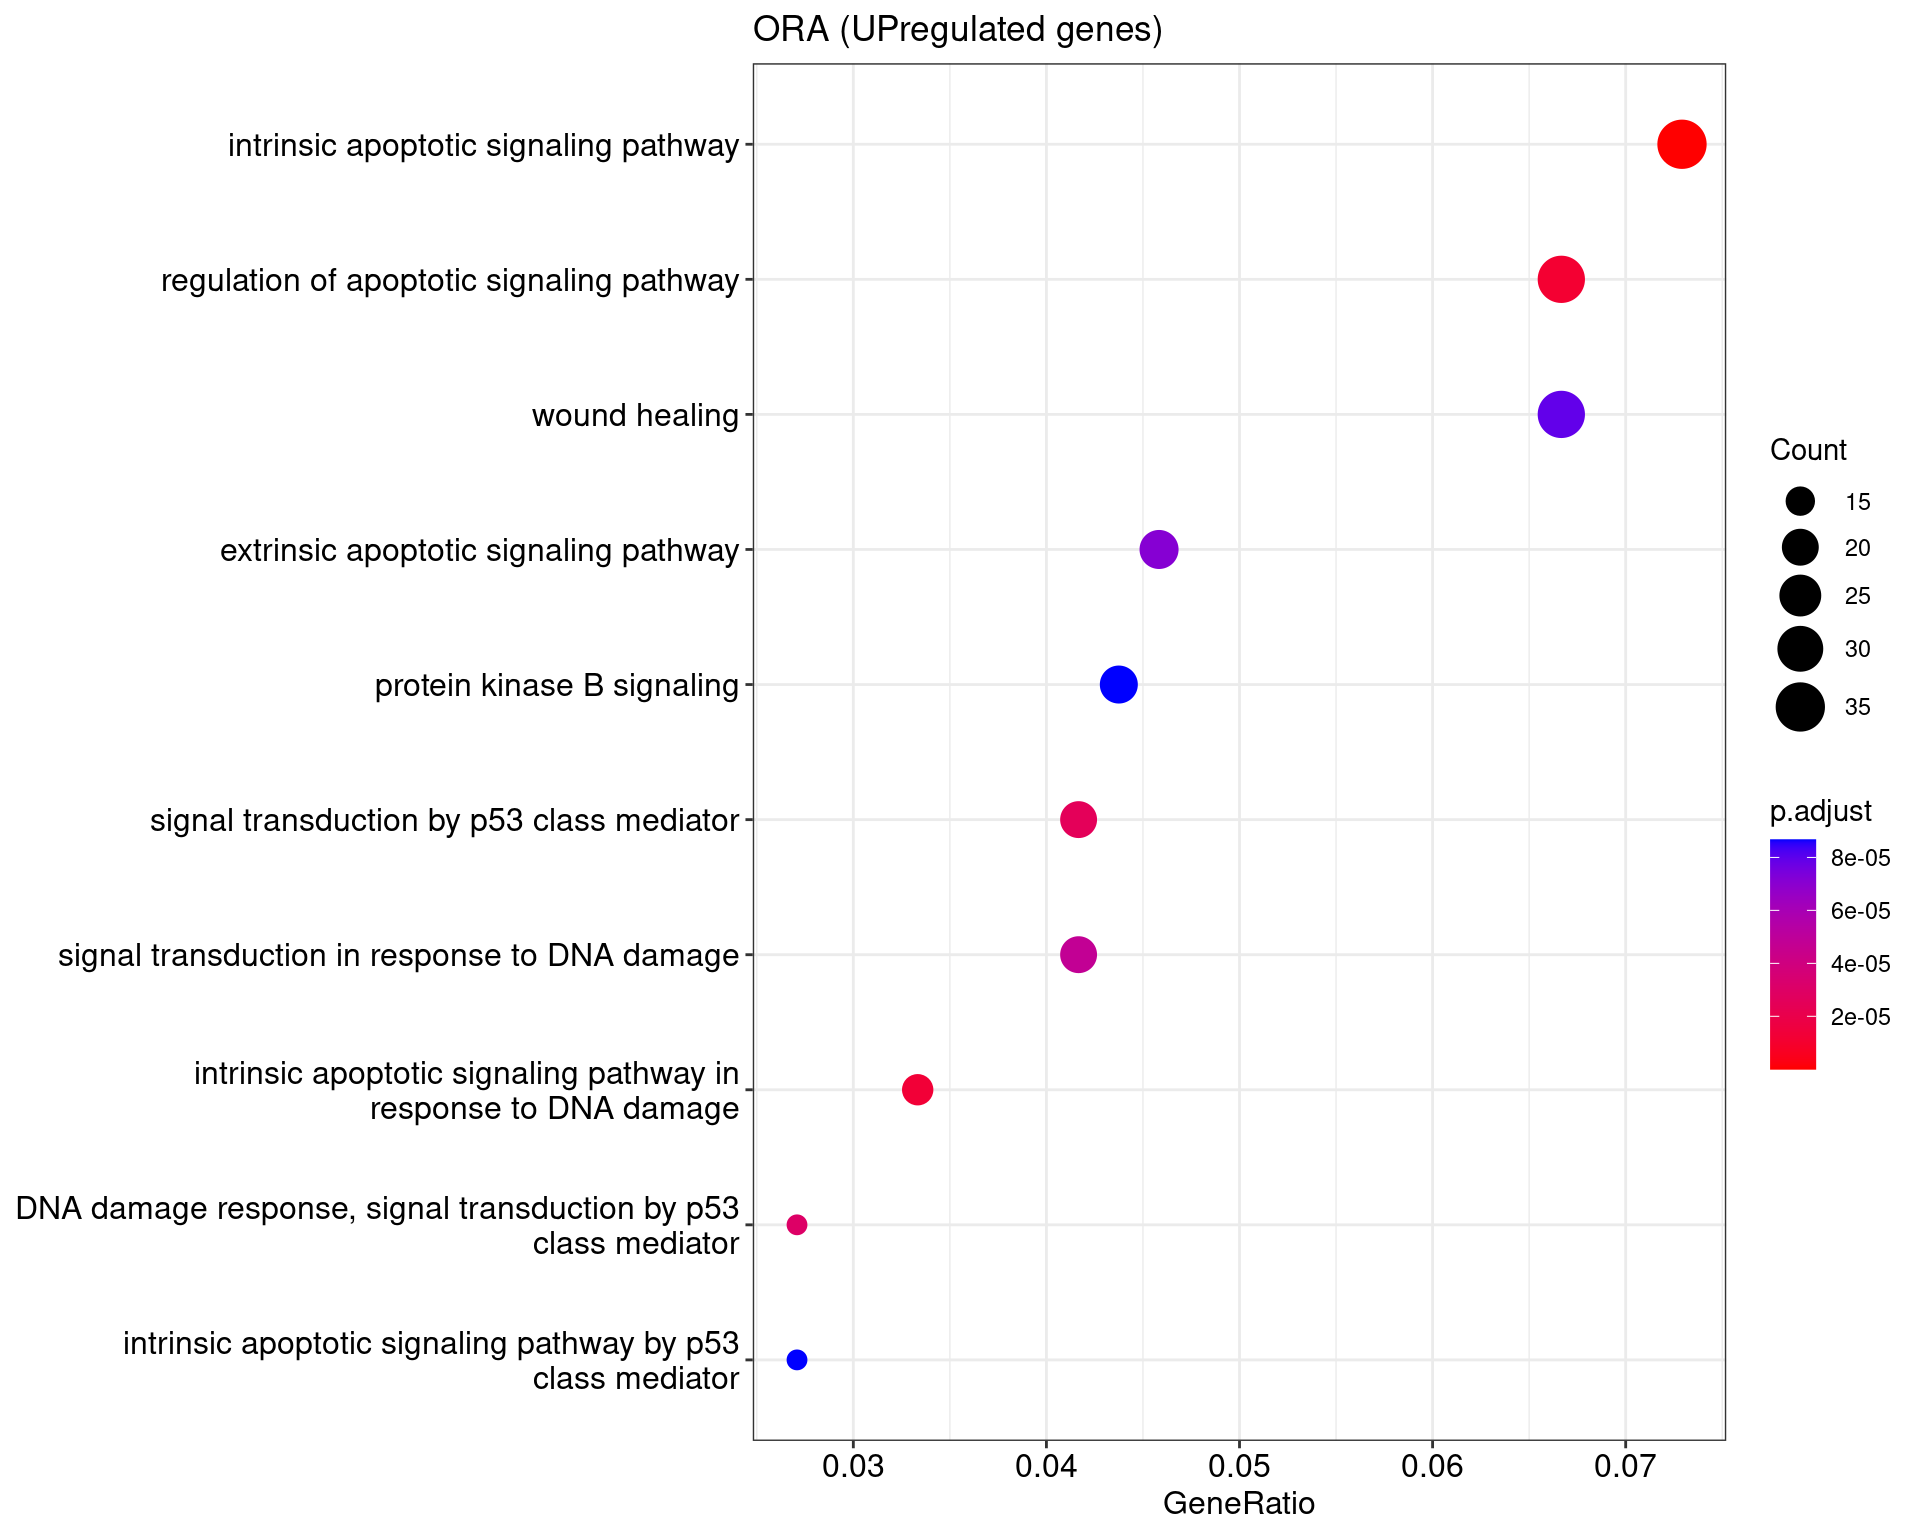 ORA (UPregulated genes)
intrinsic apoptotic signaling pathway
regulation of apoptotic signaling pathway
wound healing
extrinsic apoptotic signaling pathway
protein kinase B signaling
signal transduction by p53 class mediator
signal transduction in response to DNA damage
intrinsic apoptotic signaling pathway in
response to DNA damage
DNA damage response, signal transduction by p53
class mediator
intrinsic apoptotic signaling pathway by p53
class mediator
0.03 0.04 0.05 0.06 0.07
GeneRatio
Count
15
20
25
30
35
p.adjust
8e-05
6e-05
4e-05
2e-05